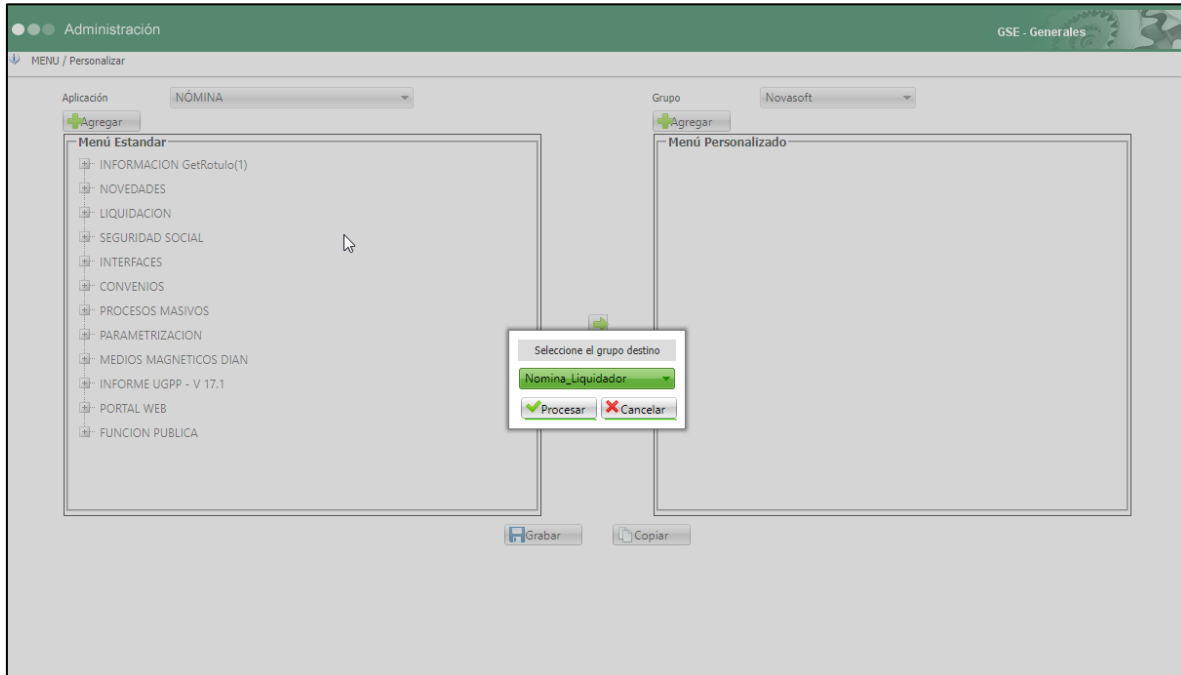 Administración
GSE - Generales
MENU / Personalizar
Aplicación
NÓMINA
Grupo
Novasoft
Agregar
Agregar
Menú Estandar
Menú Personalizado
INFORMACION GetRotulo(1)
NOVEDADES
LIQUIDACION
SEGURIDAD SOCIAL
INTERFACES
CONVENIOS
PROCESOS MASIVOS
PARAMETRIZACION
MEDIOS MAGNETICOS DIAN
INFORME UGPP - V 17.1
PORTAL WEB
FUNCION PUBLICA
Seleccione el grupo destino
Nomina_Liquidador
Procesar
Cancelar
Grabar
Copiar